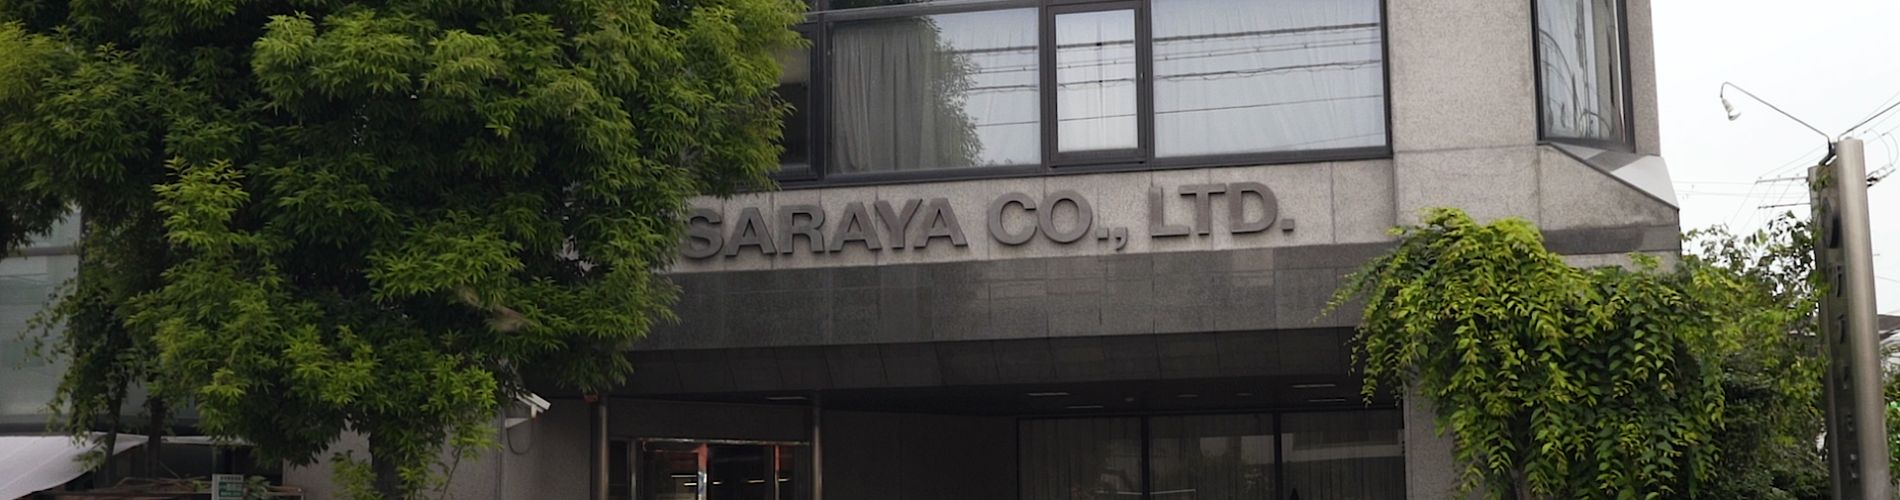 SARAYA CO., LTD.